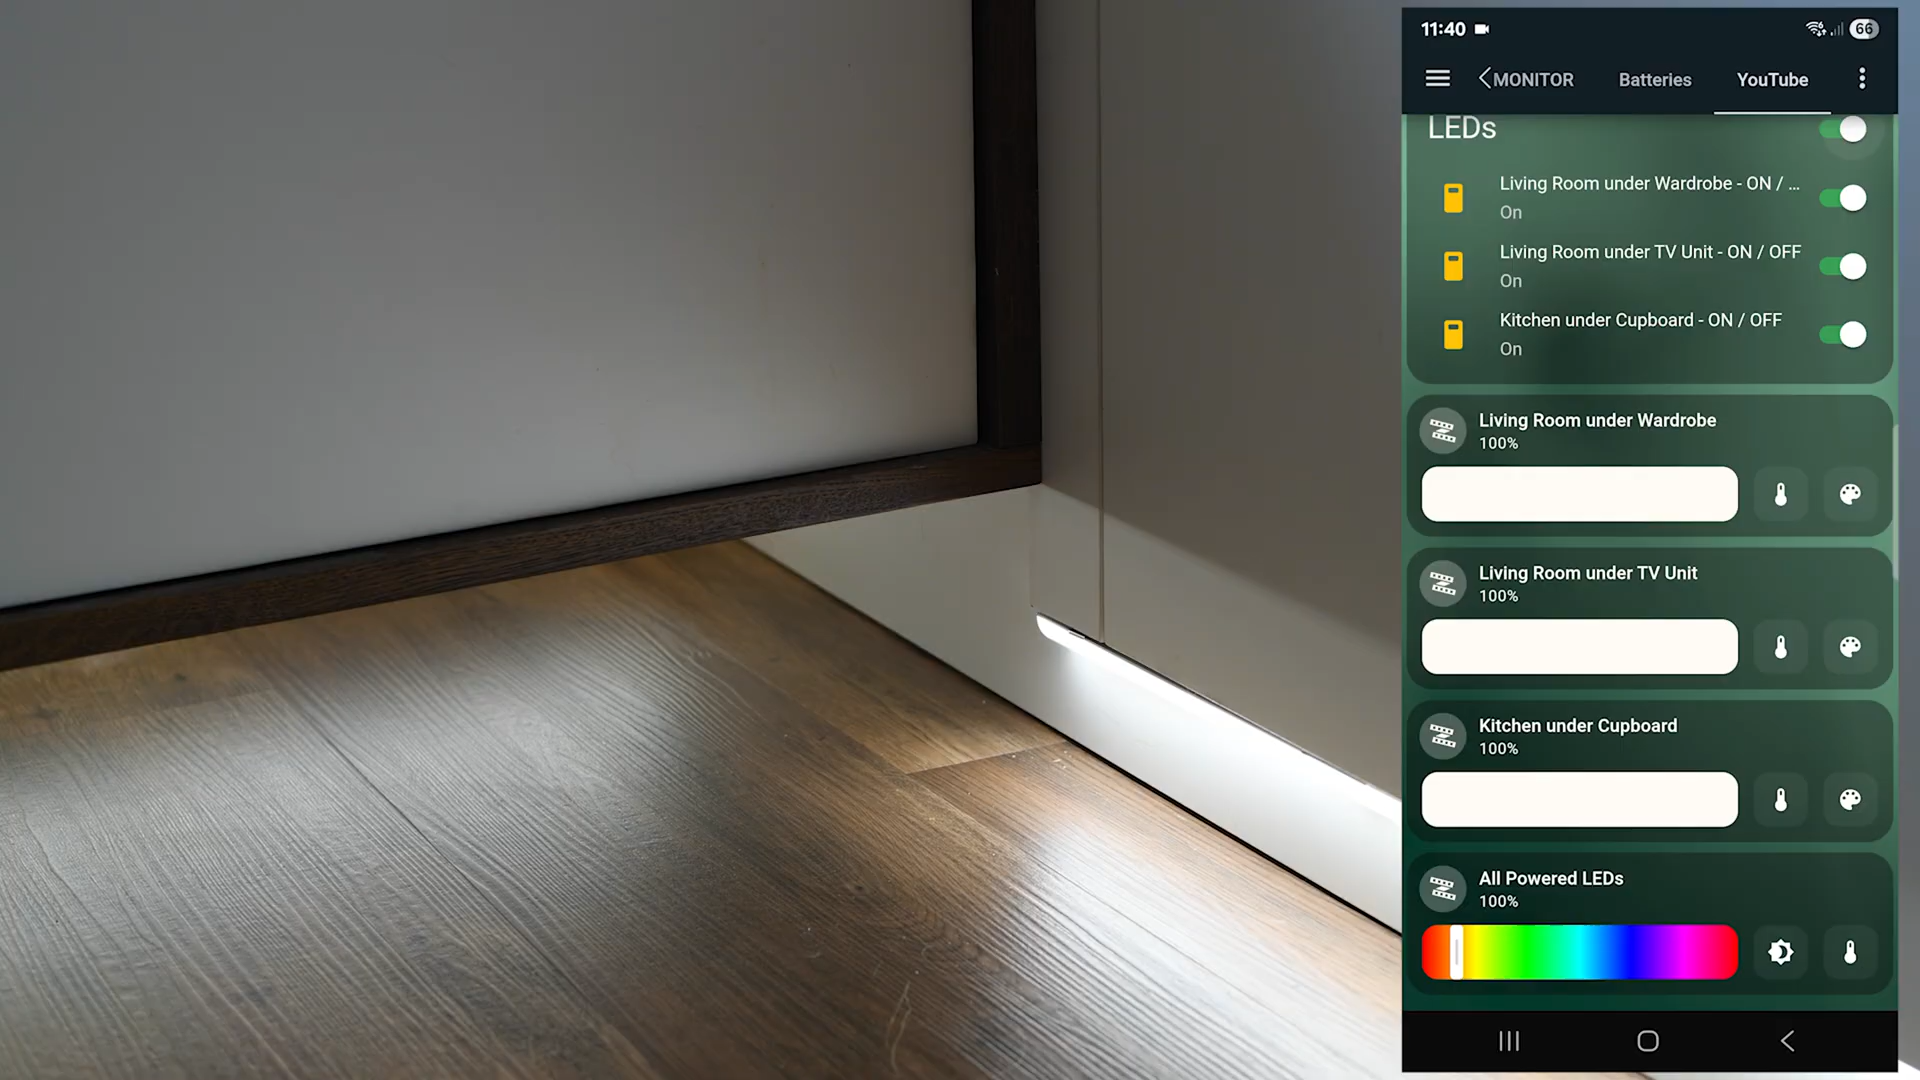 11:40
66
MONITOR
Batteries
YouTube
LEDs
Living Room under Wardrobe - ON / ...
On
Living Room under TV Unit - ON / OFF
On
Kitchen under Cupboard - ON / OFF
On
Living Room under Wardrobe
100%
Living Room under TV Unit
100%
Kitchen under Cupboard
100%
All Powered LEDs
100%